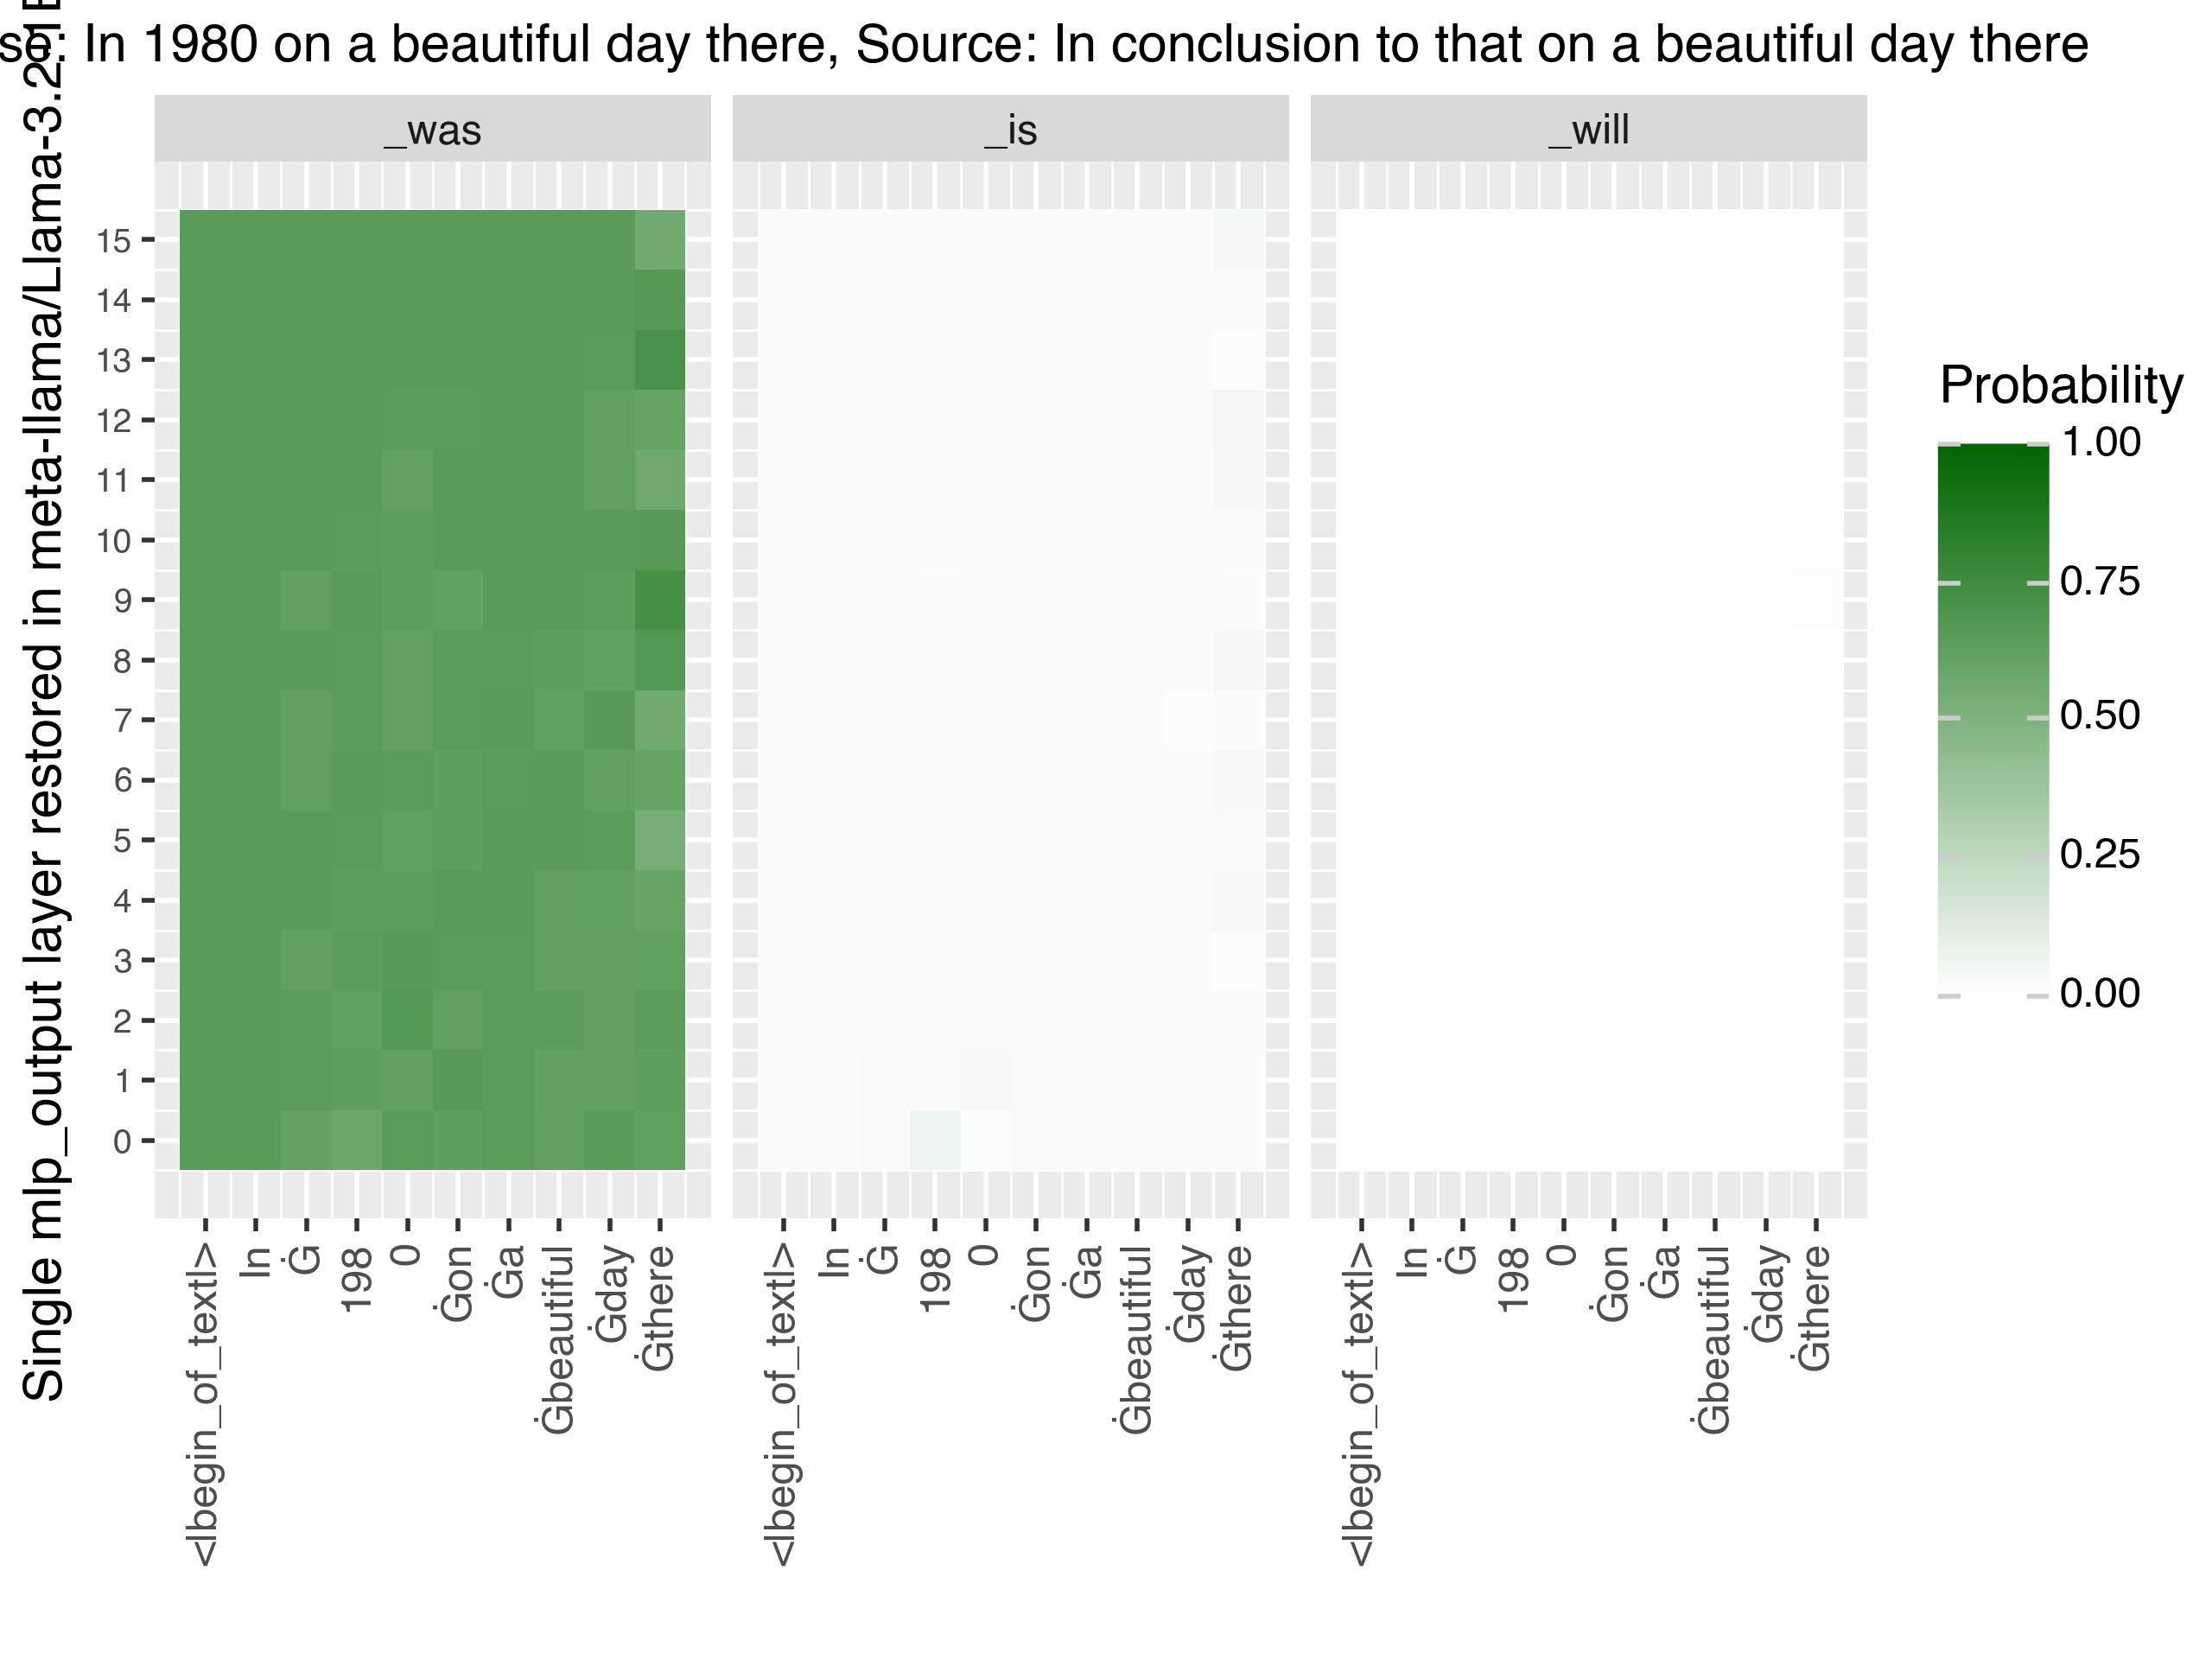 : In 1980 on a beautiful day there, Source: In conclusion to that on a beautiful day there
_was
_is
_will
Single mlp_output layer restored in meta-llama/Llama-3.2-1B
15
14
13
12
11
10
9
8
7
6
5
4
3
2
1
0
<|begin_of_text|>
In
Ġ
198
0
Ġon
Ġa
Ġbeautiful
Ġday
Ġthere
<|begin_of_text|>
In
Ġ
198
0
Ġon
Ġa
Ġbeautiful
Ġday
Ġthere
<|begin_of_text|>
In
Ġ
198
0
Ġon
Ġa
Ġbeautiful
Ġday
Ġthere
Probability
1.00
0.75
0.50
0.25
0.00